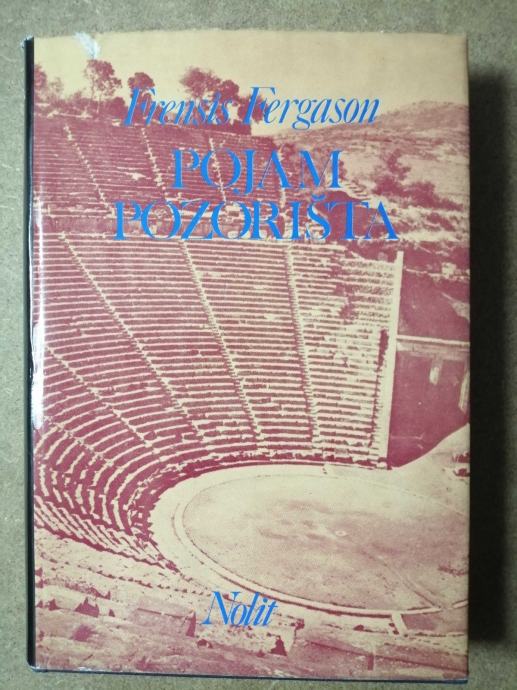 Frensis Fergason
POJAM
POZORIŠTA
Nolit